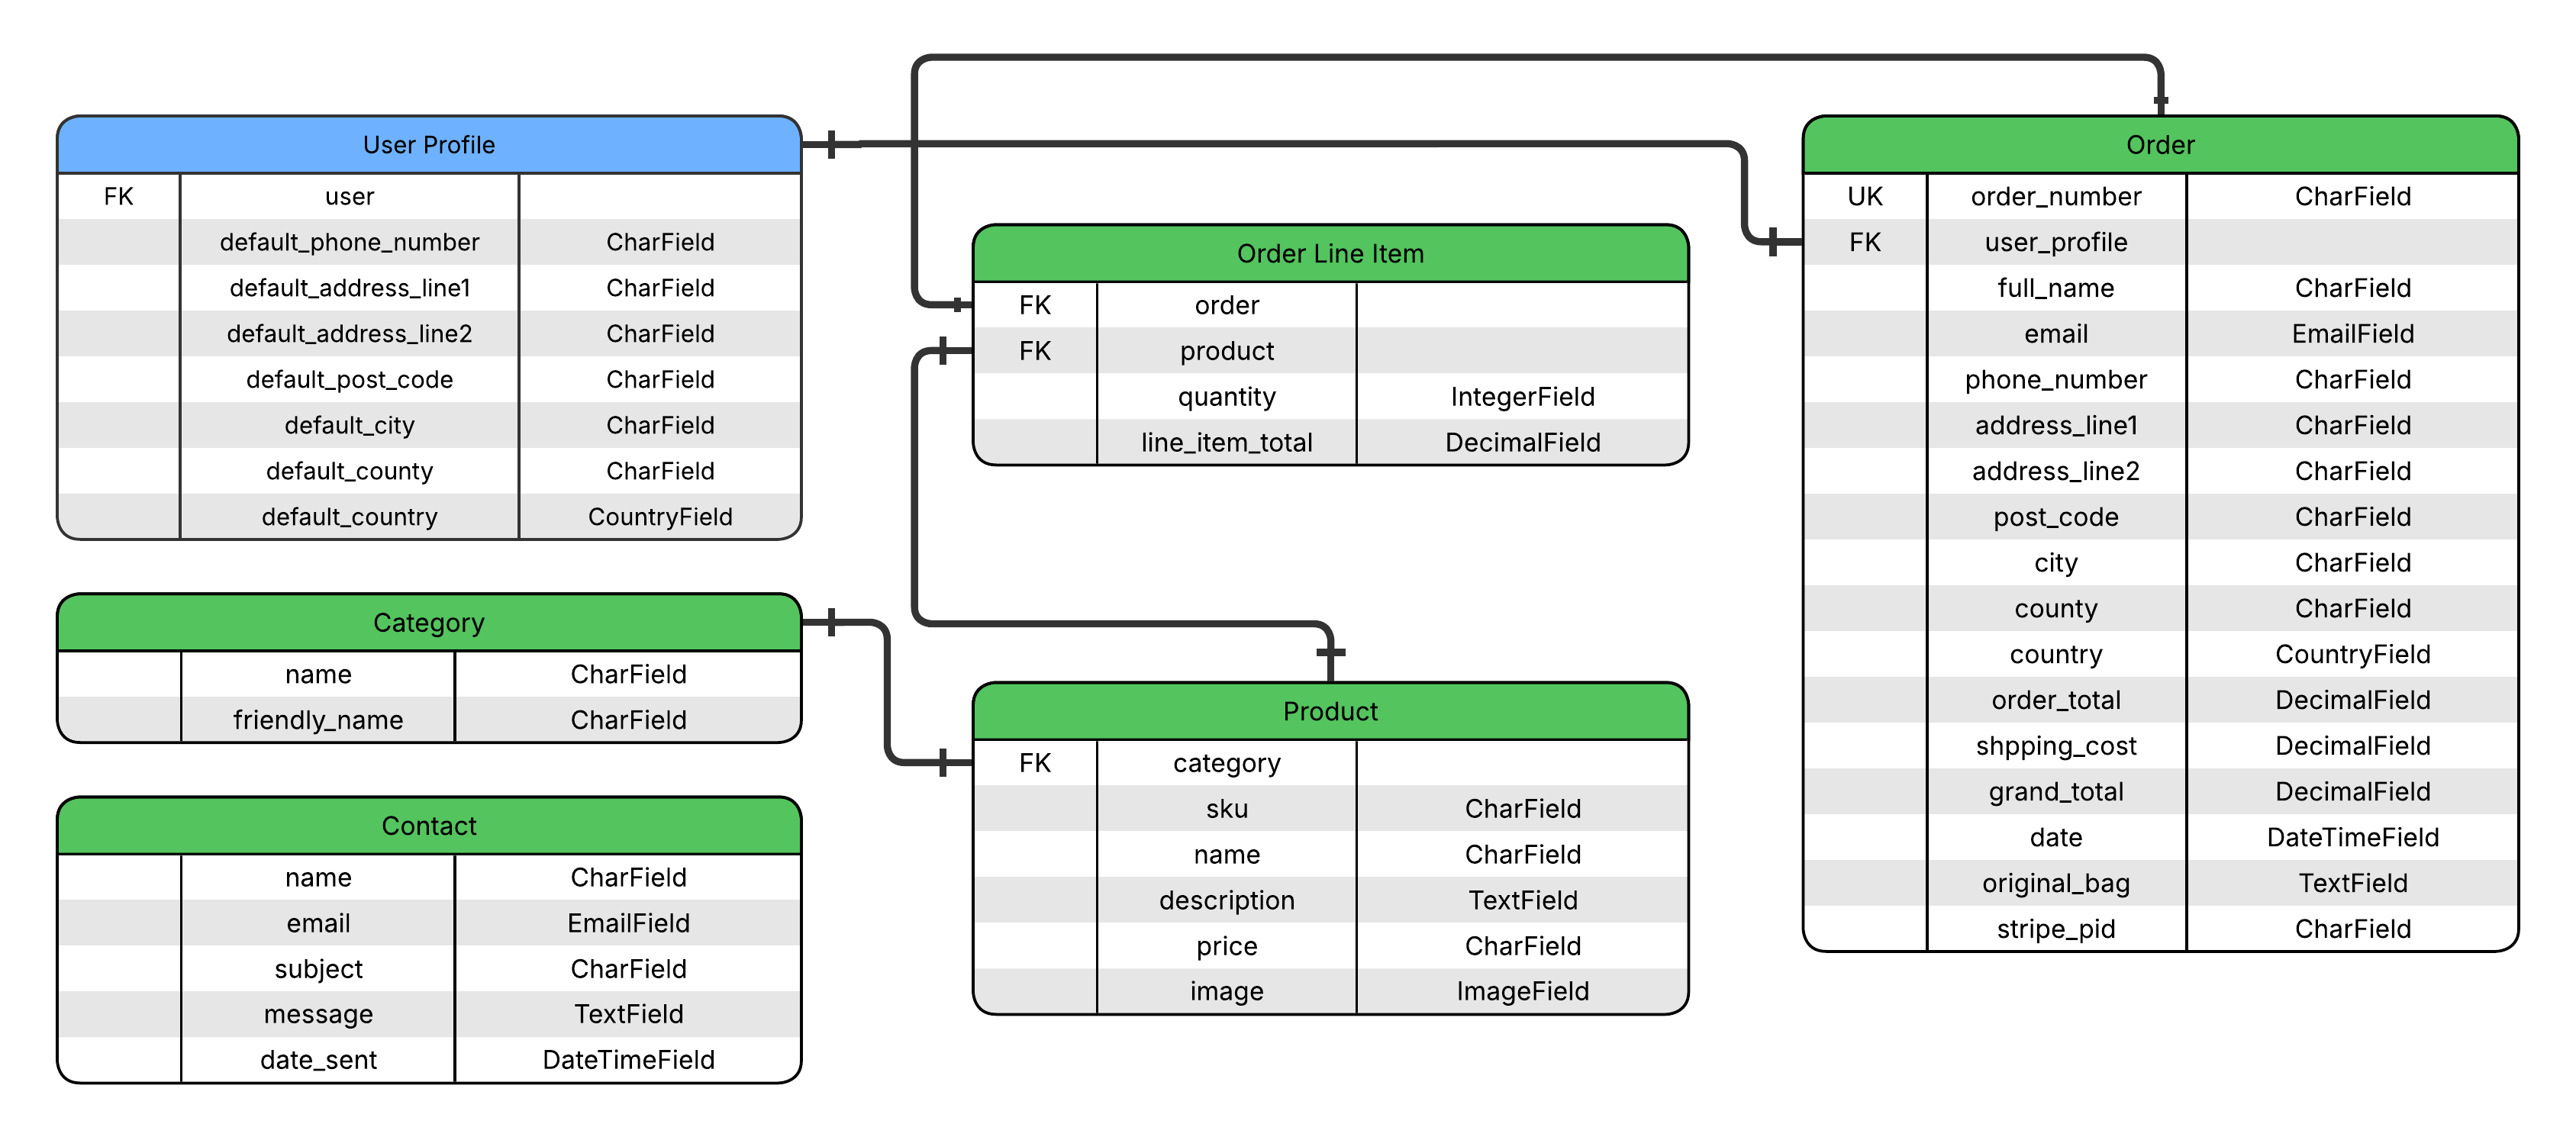 User Profile
FK user
default_phone_number CharField
default_address_line1 CharField
default_address_line2 CharField
default_post_code CharField
default_city CharField
default_county CharField
default_country CountryField
Category
name CharField
friendly_name CharField
Contact
name CharField
email EmailField
subject CharField
message TextField
date_sent DateTimeField
Order Line Item
FK order
FK product
quantity IntegerField
line_item_total DecimalField
Product
FK category
sku CharField
name CharField
description TextField
price CharField
image ImageField
Order
UK order_number CharField
FK user_profile
full_name CharField
email EmailField
phone_number CharField
address_line1 CharField
address_line2 CharField
post_code CharField
city CharField
county CharField
country CountryField
order_total DecimalField
shpping_cost DecimalField
grand_total DecimalField
date DateTimeField
original_bag TextField
stripe_pid CharField